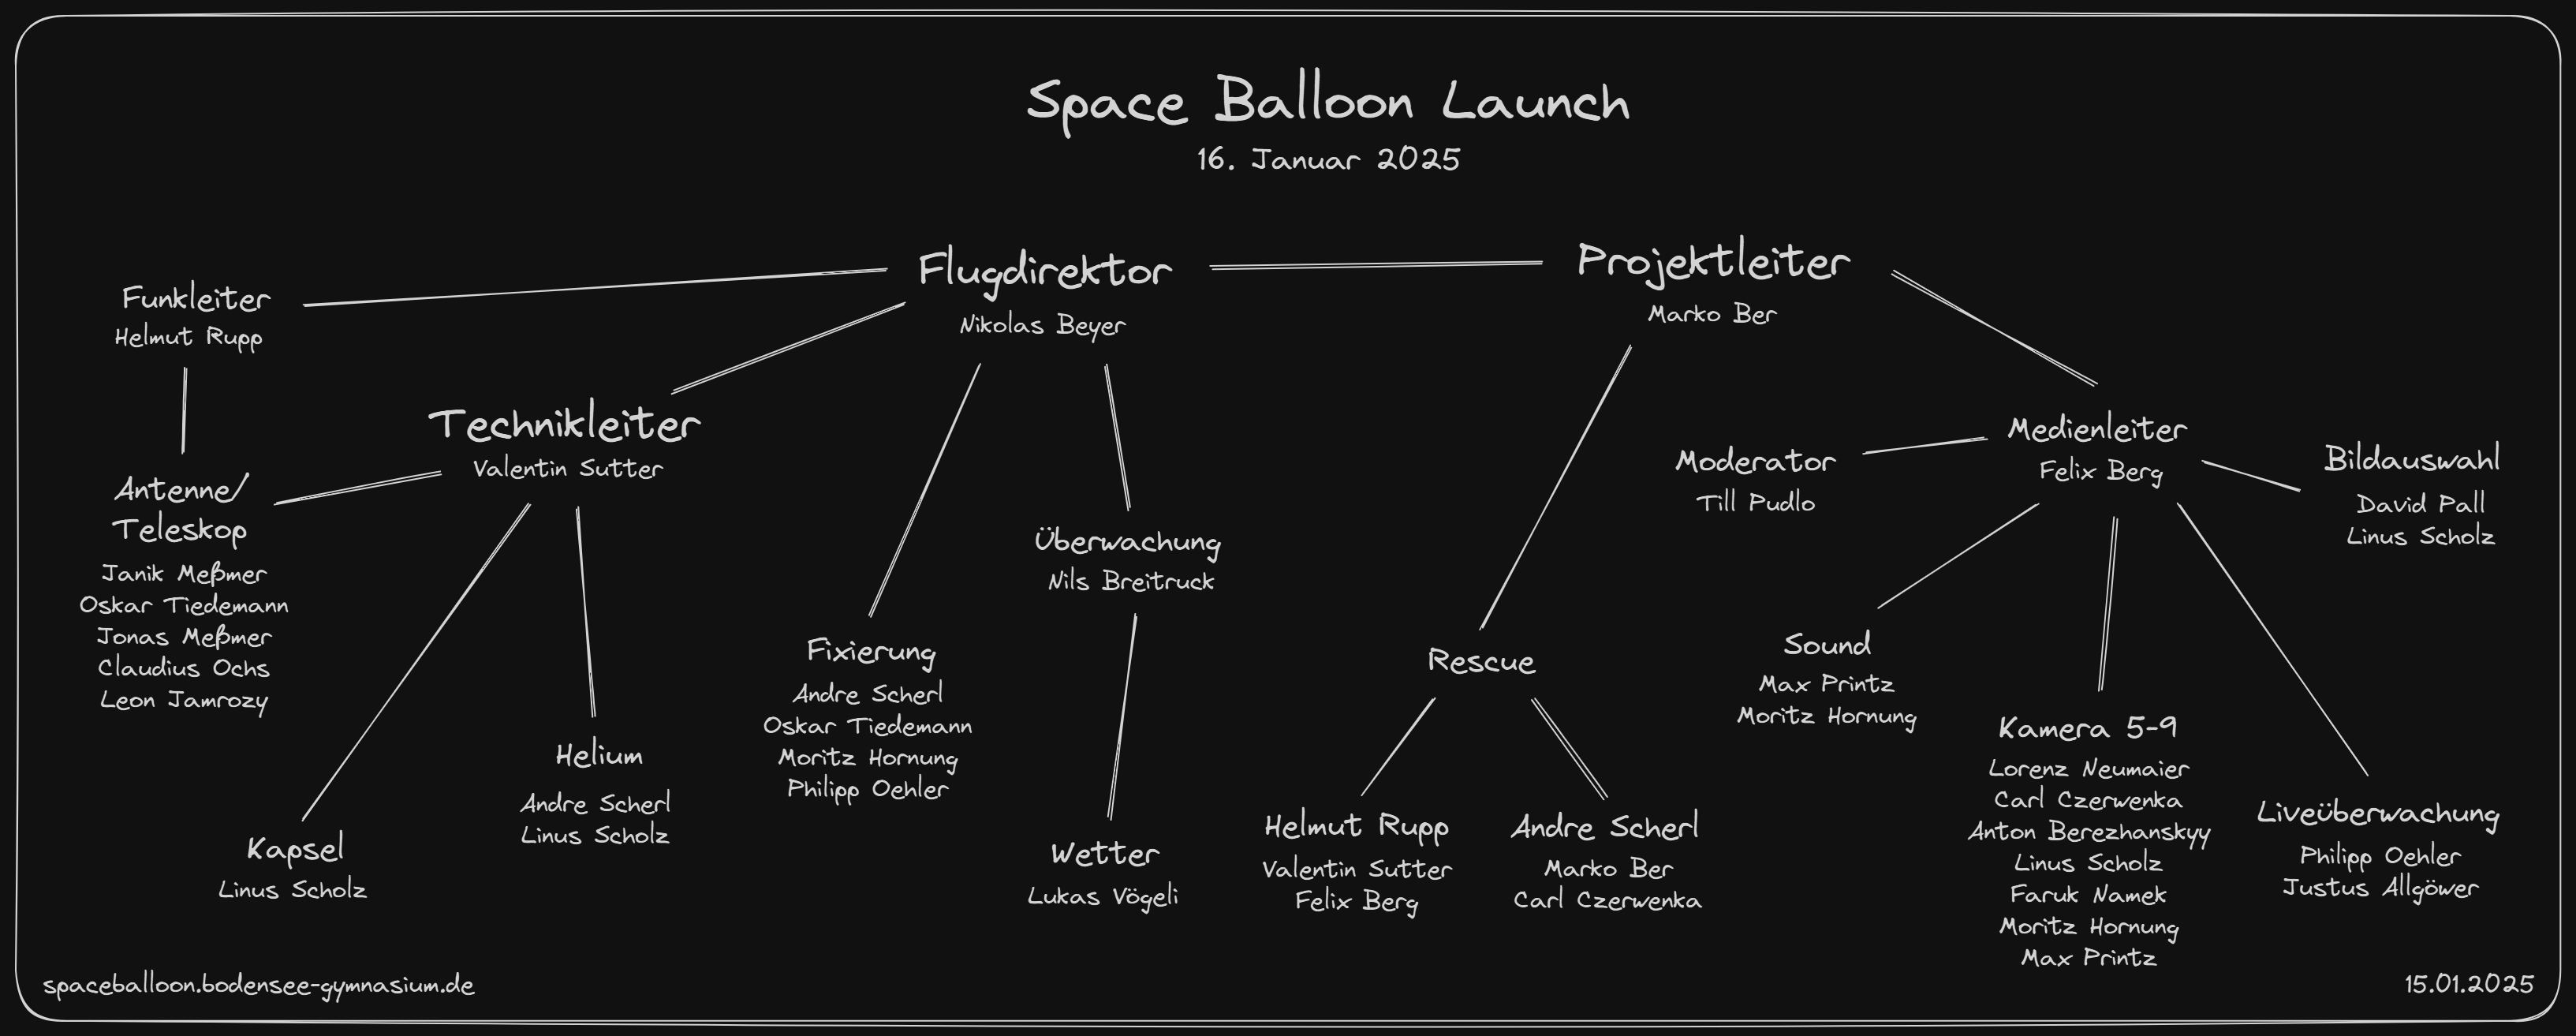 Space Balloon Launch
16. Januar 2025
Funkleiter
Helmut Rupp
Flugdirektor
Nikolas Beyer
Projektleiter
Marko Ber
Technikleiter
Valentin Sutter
Antenne/
Teleskop
Janik Meßmer
Oskar Tiedemann
Jonas Meßmer
Claudius Ochs
Leon Jamrozy
Kapsel
Linus Scholz
Helium
Andre Scherl
Linus Scholz
Fixierung
Andre Scherl
Oskar Tiedemann
Moritz Hornung
Philipp Oehler
Überwachung
Nils Breitruck
Wetter
Lukas Vögeli
Rescue
Helmut Rupp
Valentin Sutter
Felix Berg
Andre Scherl
Marko Ber
Carl Czerwenka
Medienleiter
Felix Berg
Moderator
Till Pudlo
Bildauswahl
David Pall
Linus Scholz
Sound
Max Printz
Moritz Hornung
Kamera 5-9
Lorenz Neumaier
Carl Czerwenka
Anton Berezhanskyy
Linus Scholz
Faruk Namek
Moritz Hornung
Max Printz
Liveüberwachung
Philipp Oehler
Justus Allgöwer
spaceballoon.bodensee-gymnasium.de
15.01.2025